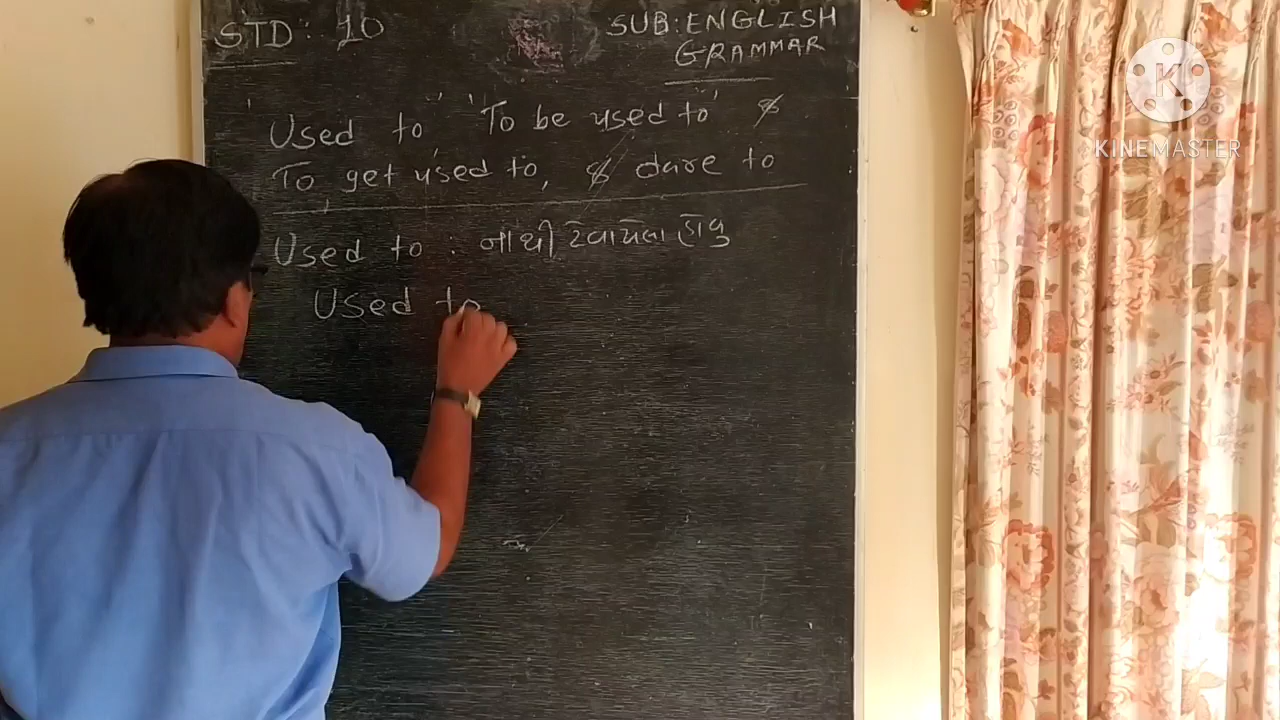 STD: 10
SUB: ENGLISH
GRAMMAR
'Used to' 'To be used to' &
To get used to, & dare to
Used to : નાથી ટેવાયેલા હોવુ
Used to
KINEMASTER